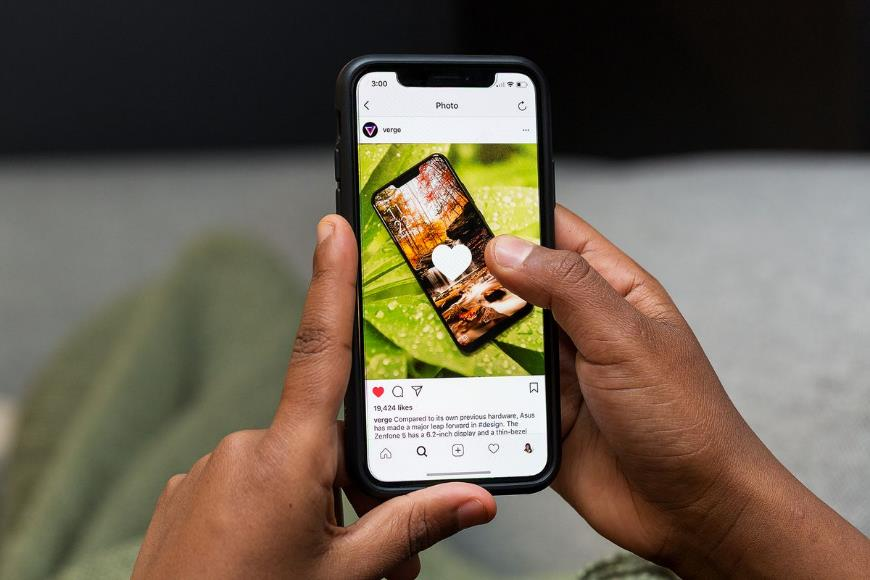 3:00
Photo
verge
19,424 likes
verge Compared to its own previous hardware, Asus
has made a major leap forward in #design. The
Zenfone 5 has a 6.2-inch display and a thin-bezel